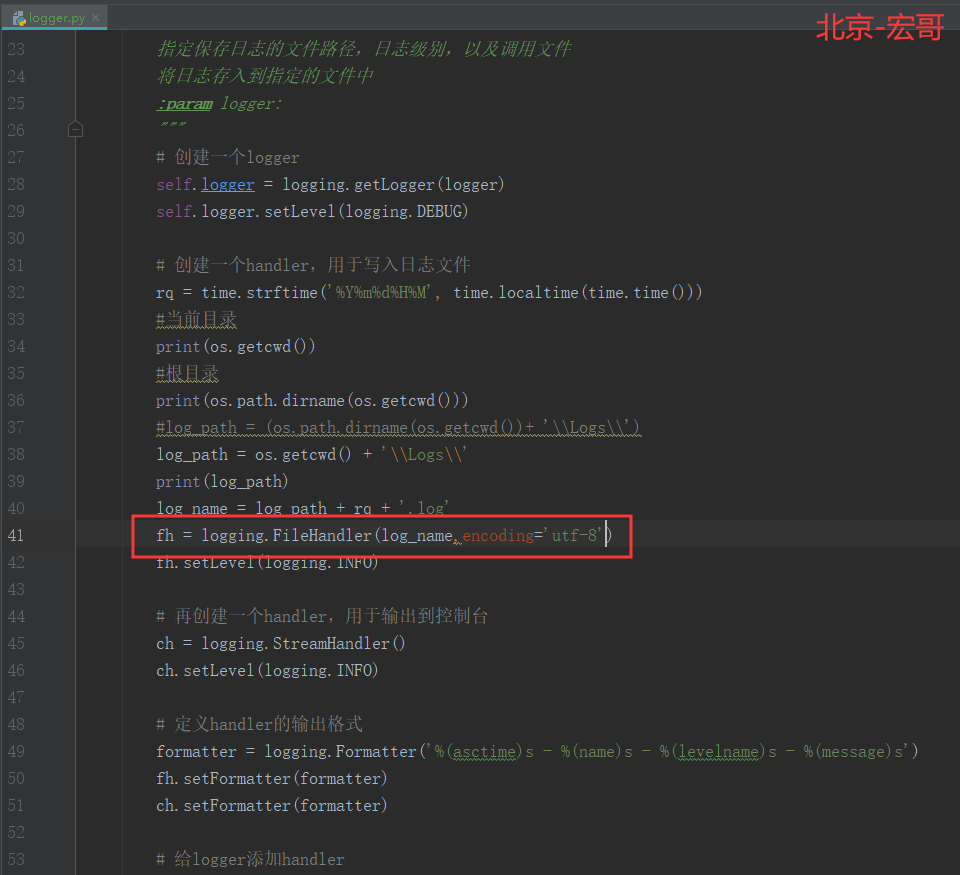 logger.py
北京-宏哥
23 指定保存日志的文件路径，日志级别，以及调用文件
24 将日志存入到指定的文件中
25 :param logger:
26 """
27 # 创建一个logger
28 self.logger = logging.getLogger(logger)
29 self.logger.setLevel(logging.DEBUG)
30
31 # 创建一个handler，用于写入日志文件
32 rq = time.strftime('%Y%m%d%H%M', time.localtime(time.time()))
33 #当前目录
34 print(os.getcwd())
35 #根目录
36 print(os.path.dirname(os.getcwd()))
37 #log_path = (os.path.dirname(os.getcwd())+ '\\Logs\\')
38 log_path = os.getcwd() + '\\Logs\\'
39 print(log_path)
40 log_name = log_path + rq + '.log'
41 fh = logging.FileHandler(log_name,encoding='utf-8')
42 fh.setLevel(logging.INFO)
43
44 # 再创建一个handler，用于输出到控制台
45 ch = logging.StreamHandler()
46 ch.setLevel(logging.INFO)
47
48 # 定义handler的输出格式
49 formatter = logging.Formatter('%(asctime)s - %(name)s - %(levelname)s - %(message)s')
50 fh.setFormatter(formatter)
51 ch.setFormatter(formatter)
52
53 # 给logger添加handler